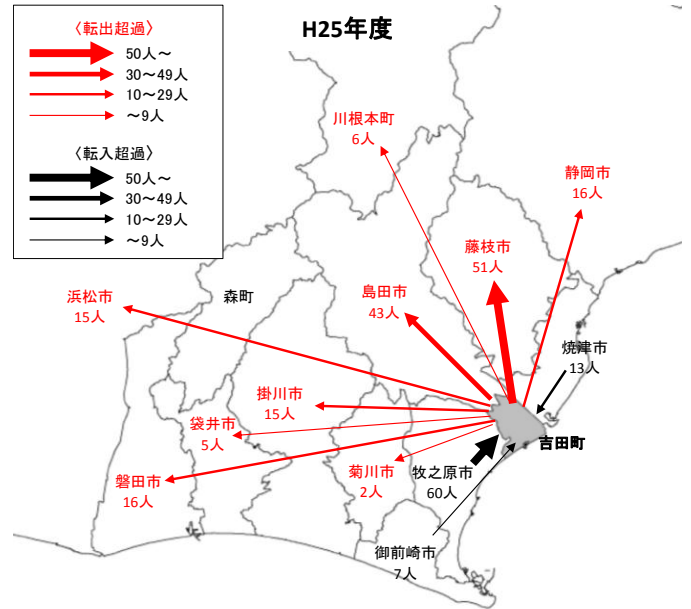 H25年度
〈転出超過〉
50人～
30～49人
10～29人
～9人
〈転入超過〉
50人～
30～49人
10～29人
～9人
川根本町
6人
静岡市
16人
藤枝市
51人
島田市
43人
浜松市
15人
森町
焼津市
13人
掛川市
15人
袋井市
5人
吉田町
菊川市
2人
牧之原市
60人
磐田市
16人
御前崎市
7人